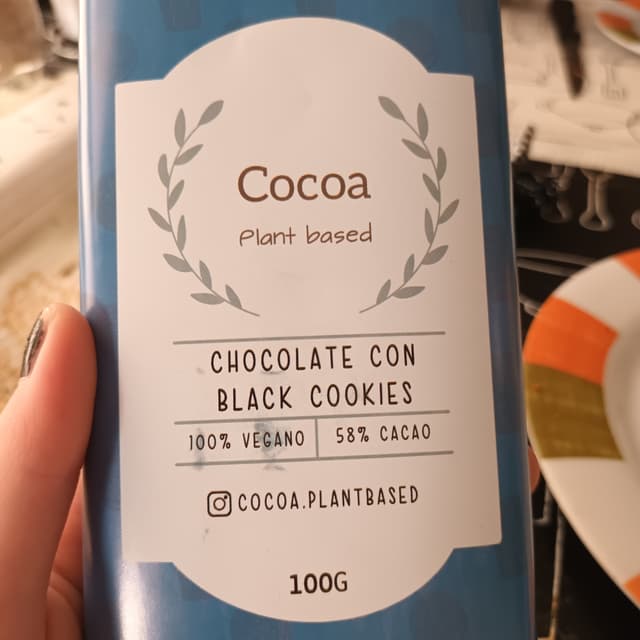 Cocoa
Plant based
CHOCOLATE CON
BLACK COOKIES
100% VEGANO 58% CACAO
COCOA.PLANTBASED
100G